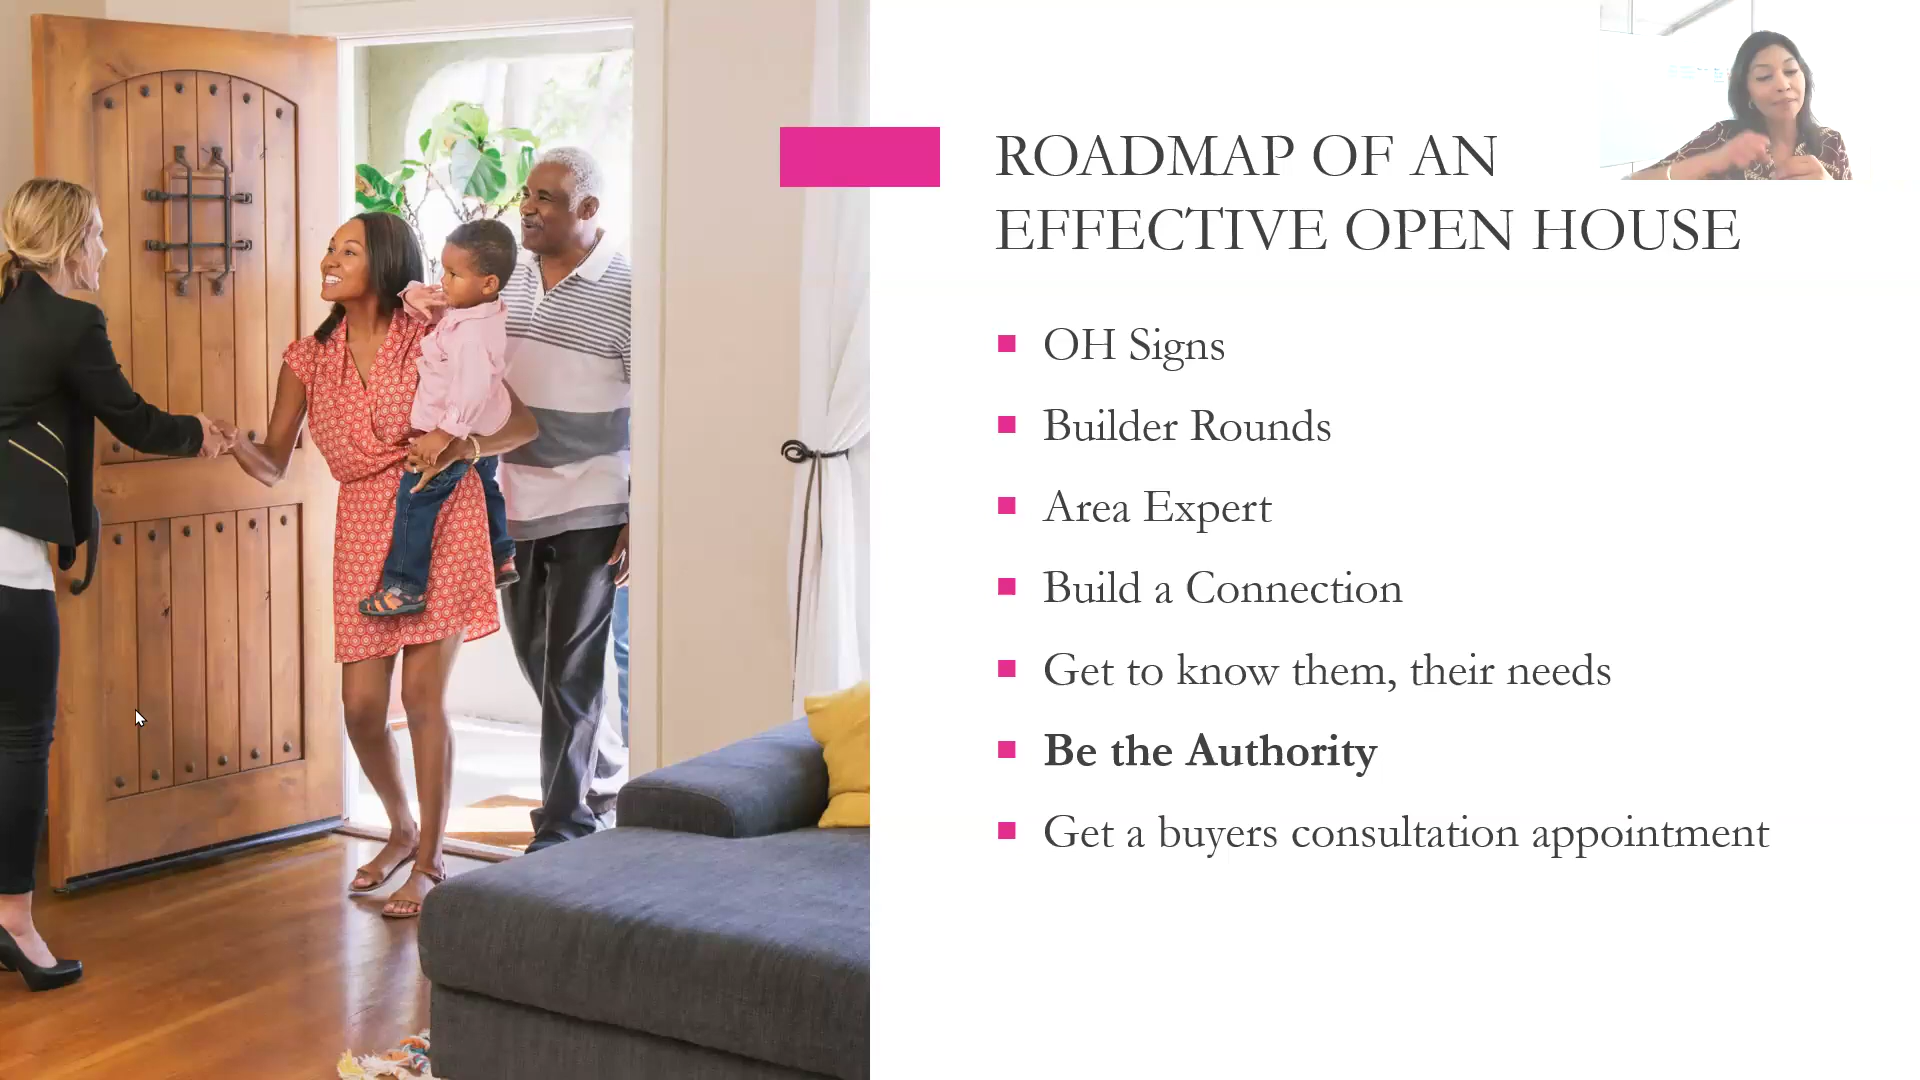 ROADMAP OF AN
EFFECTIVE OPEN HOUSE
OH Signs
Builder Rounds
Area Expert
Build a Connection
Get to know them, their needs
Be the Authority
Get a buyers consultation appointment